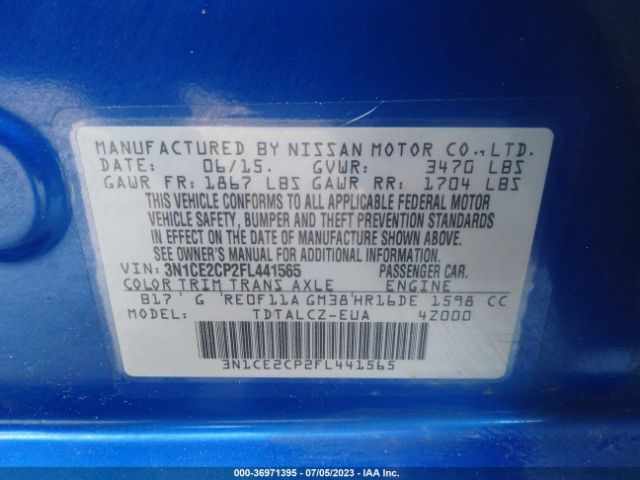 MANUFACTURED BY NISSAN MOTOR CO.,LTD.
DATE: 06/15. GVWR: 3470 LBS
GAWR FR: 1867 LBS GAWR RR: 1704 LBS
THIS VEHICLE CONFORMS TO ALL APPLICABLE FEDERAL MOTOR
VEHICLE SAFETY, BUMPER AND THEFT PREVENTION STANDARDS
IN EFFECT ON THE DATE OF MANUFACTURE SHOWN ABOVE.
SEE OWNER'S MANUAL FOR ADDITIONAL INFORMATION.
VIN: 3N1CE2CP2FL441565 PASSENGER CAR.
COLOR TRIM TRANS AXLE ENGINE
B17 G RE0F11A GM38 HR16DE 1598 CC
MODEL: TDTALCZ-EUA 4Z000
3N1CE2CP2FL441565
000-36971395 - 07/05/2023 - IAA Inc.